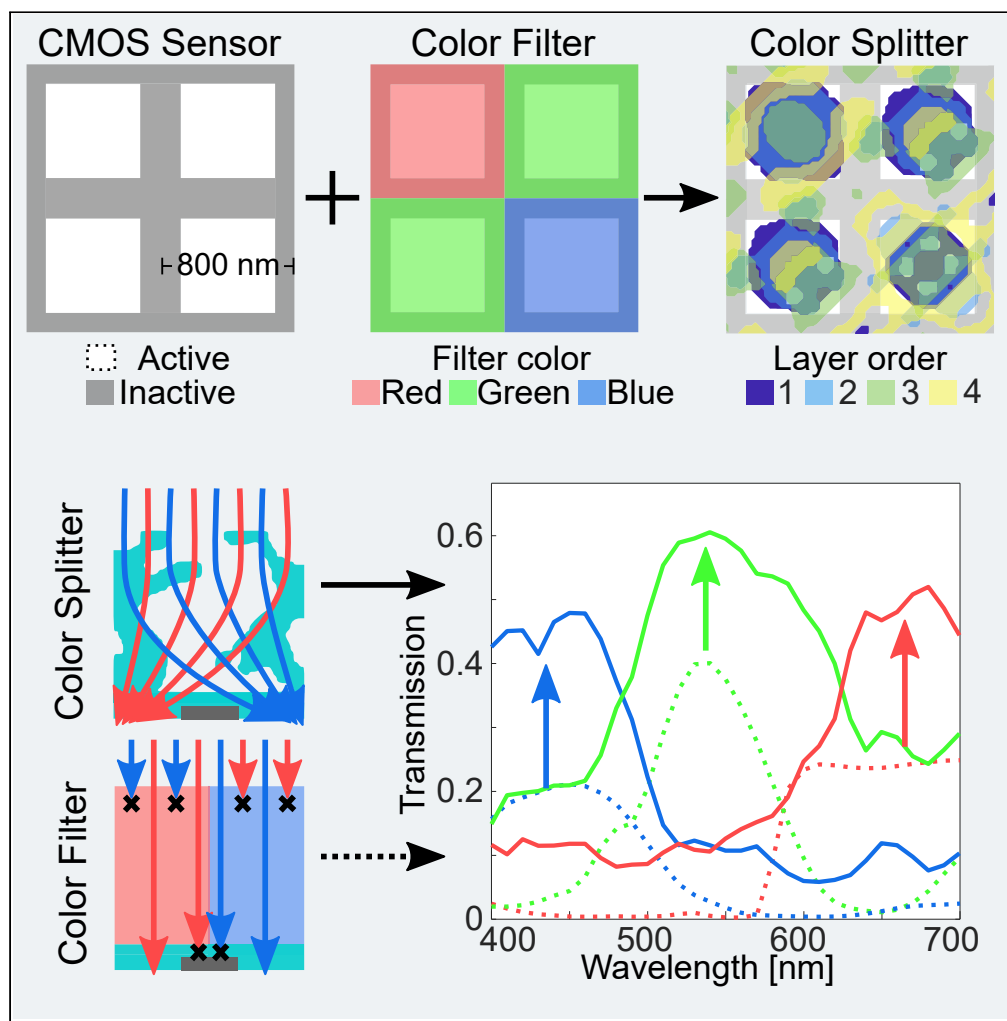 CMOS Sensor
Color Filter
Color Splitter
800 nm
Active
Inactive
Filter color
Red
Green
Blue
Layer order
1
2
3
4
Color Splitter
Color Filter
Transmission
0.6
0.4
0.2
0
400
500
600
700
Wavelength [nm]